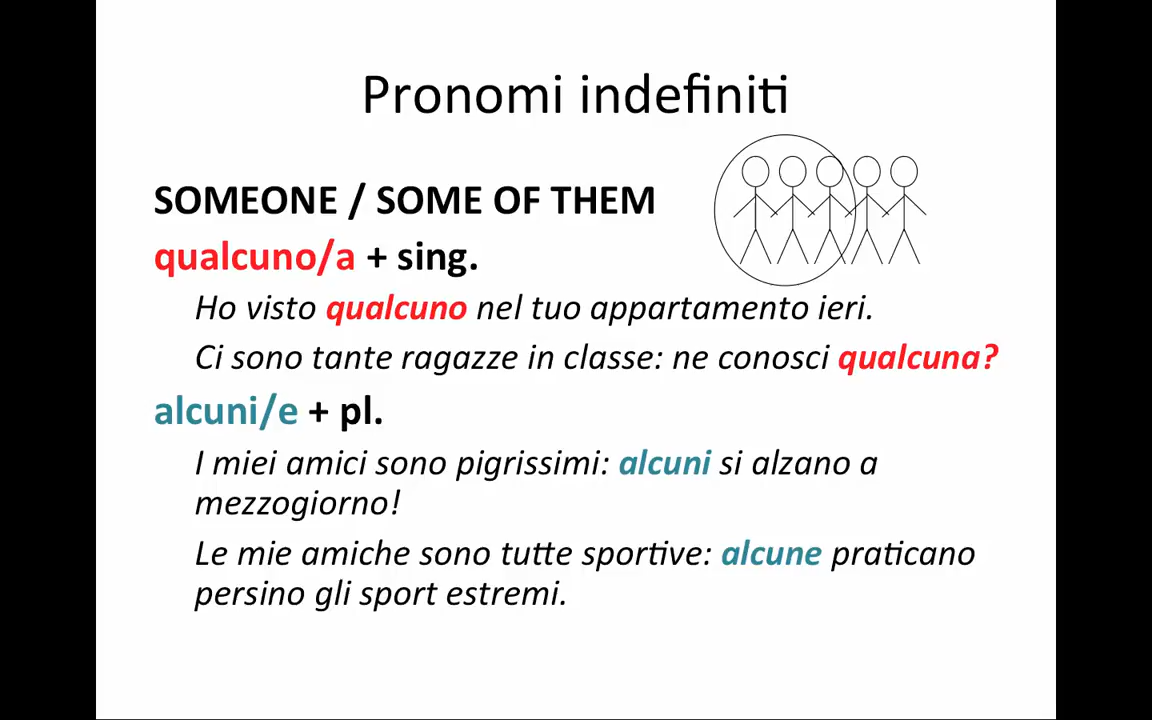 Pronomi indefiniti
SOMEONE / SOME OF THEM
qualcuno/a + sing.
Ho visto qualcuno nel tuo appartamento ieri.
Ci sono tante ragazze in classe: ne conosci qualcuna?
alcuni/e + pl.
I miei amici sono pigrissimi: alcuni si alzano a
mezzogiorno!
Le mie amiche sono tutte sportive: alcune praticano
persino gli sport estremi.